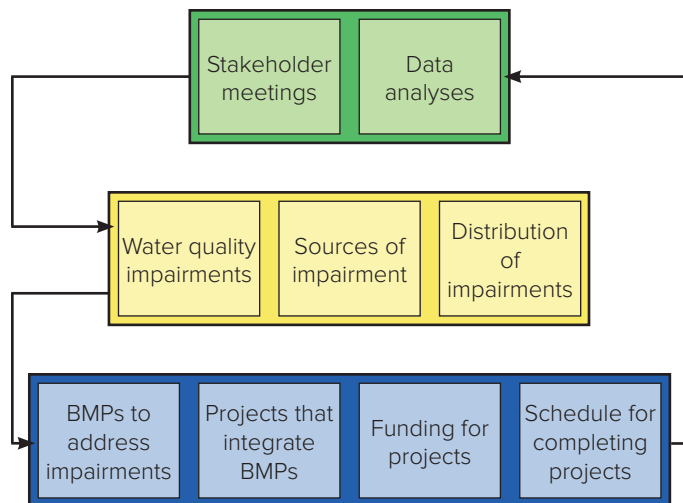 Stakeholder
meetings
Data
analyses
Water quality
impairments
Sources of
impairment
Distribution
of
impairments
BMPs to
address
impairments
Projects that
integrate
BMPs
Funding for
projects
Schedule for
completing
projects